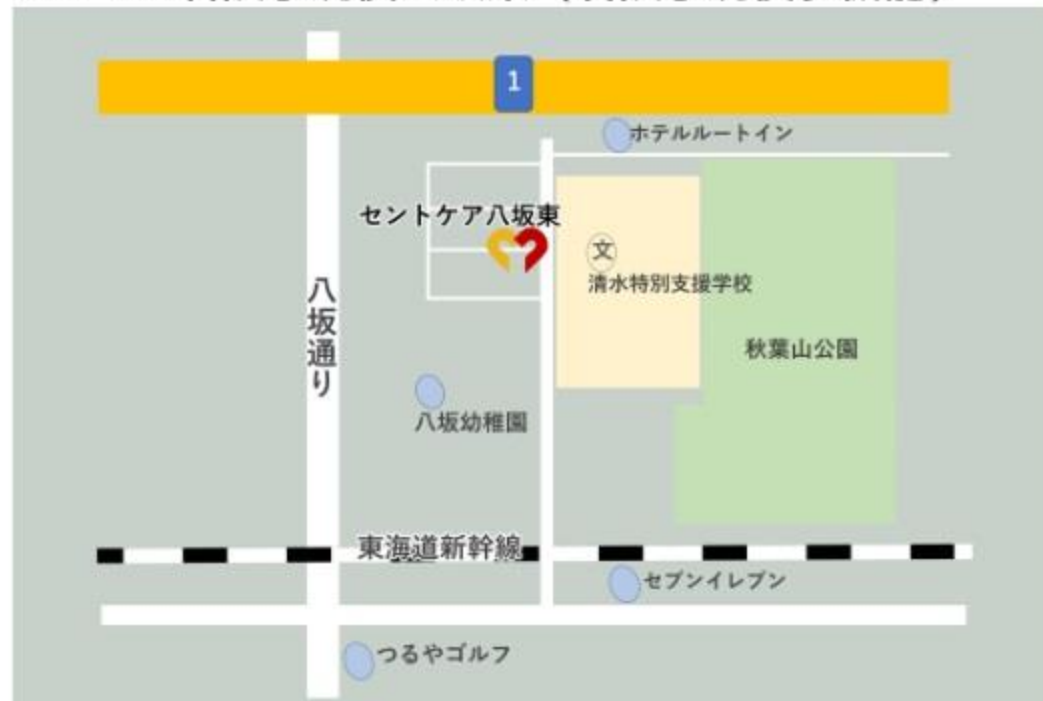 1
ホテルルートイン
セントケア八坂東
文
清水特別支援学校
八坂通り
秋葉山公園
八坂幼稚園
東海道新幹線
セブンイレブン
つるやゴルフ